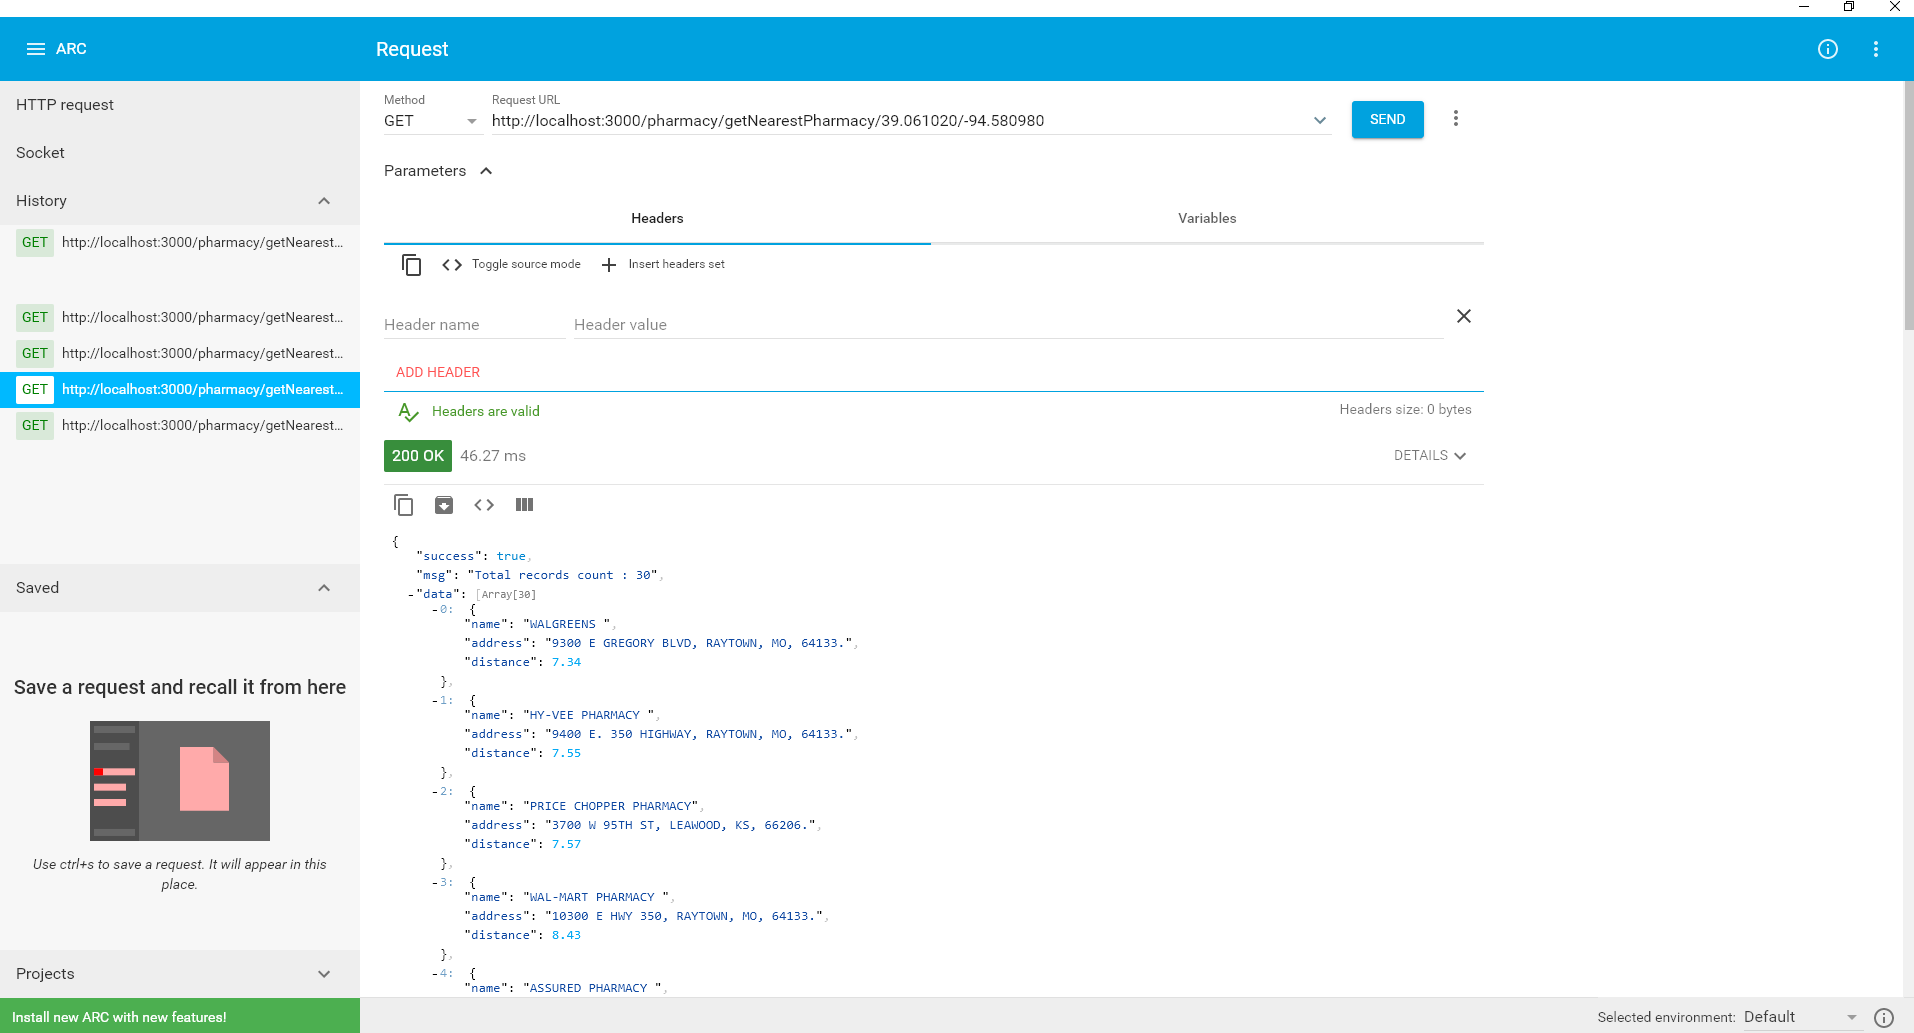 ARC
Request
HTTP request
Socket
History
GET http://localhost:3000/pharmacy/getNearest...
GET http://localhost:3000/pharmacy/getNearest...
GET http://localhost:3000/pharmacy/getNearest...
GET http://localhost:3000/pharmacy/getNearest...
GET http://localhost:3000/pharmacy/getNearest...
Saved
Save a request and recall it from here
Use ctrl+s to save a request. It will appear in this
place.
Projects
Install new ARC with new features!
Method
Request URL
GET
http://localhost:3000/pharmacy/getNearestPharmacy/39.061020/-94.580980
SEND
Parameters
Headers
Variables
Toggle source mode
Insert headers set
Header name
Header value
ADD HEADER
Headers are valid
Headers size: 0 bytes
200 OK 46.27 ms
DETAILS
{
"success": true,
"msg": "Total records count : 30",
-"data": [Array[30]
-0: {
"name": "WALGREENS ",
"address": "9300 E GREGORY BLVD, RAYTOWN, MO, 64133.",
"distance": 7.34
},
-1: {
"name": "HY-VEE PHARMACY ",
"address": "9400 E. 350 HIGHWAY, RAYTOWN, MO, 64133.",
"distance": 7.55
},
-2: {
"name": "PRICE CHOPPER PHARMACY",
"address": "3700 W 95TH ST, LEAWOOD, KS, 66206.",
"distance": 7.57
},
-3: {
"name": "WAL-MART PHARMACY ",
"address": "10300 E HWY 350, RAYTOWN, MO, 64133.",
"distance": 8.43
},
-4: {
"name": "ASSURED PHARMACY ",
Selected environment: Default